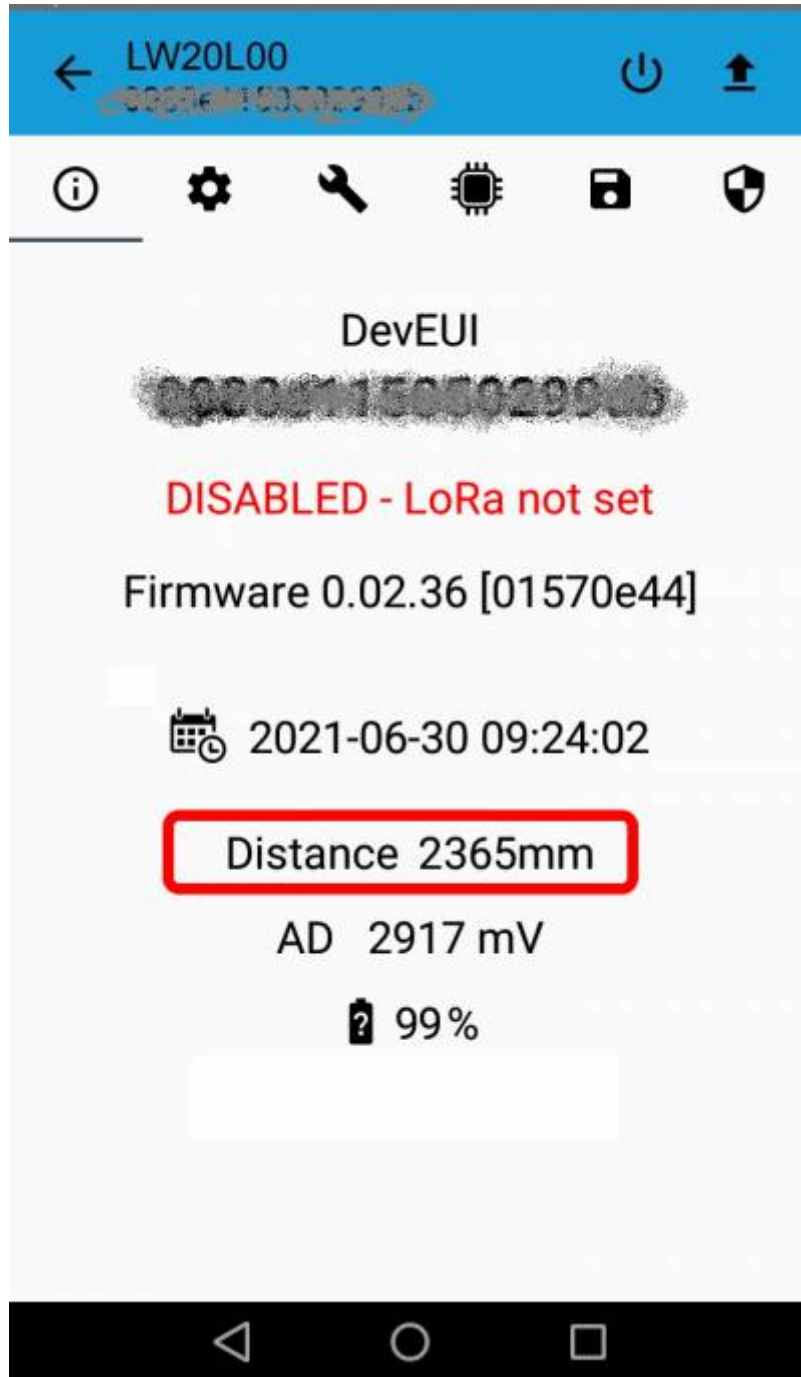 LW20L00
DevEUI
DISABLED - LoRa not set
Firmware 0.02.36 [01570e44]
2021-06-30 09:24:02
Distance 2365mm
AD 2917 mV
? 99%